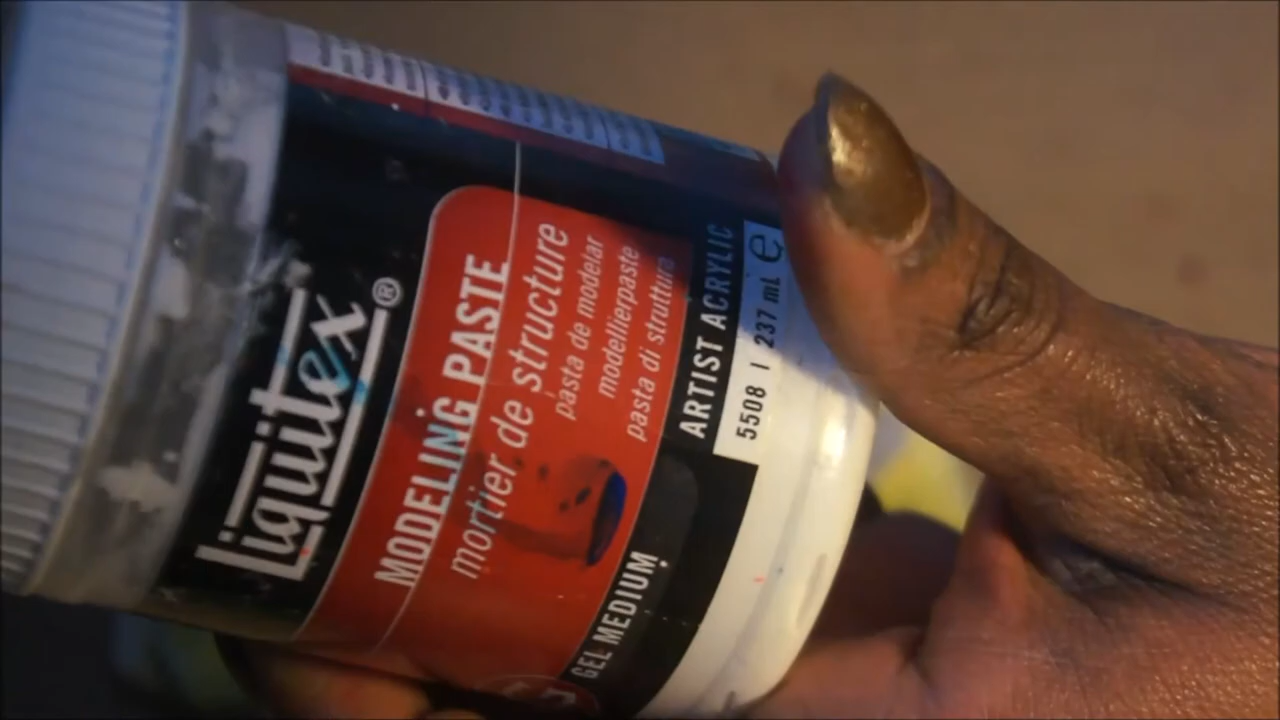 Liquitex®
MODELING PASTE
mortier de structure
pasta de modelar
modellierpaste
pasta di struttura
GEL MEDIUM
ARTIST ACRYLIC
5508 | 237 mL e